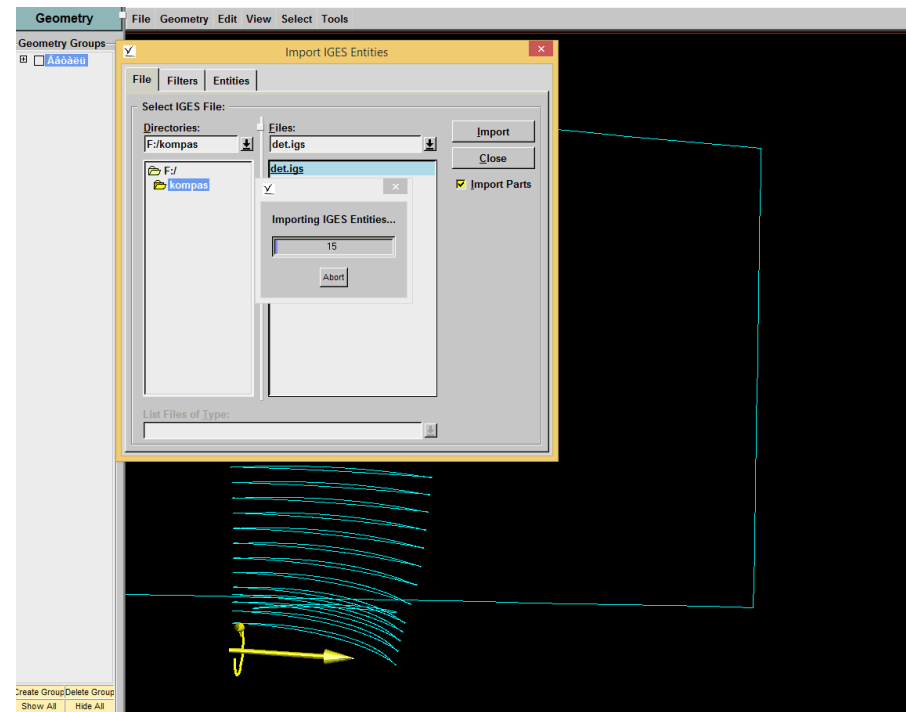 Geometry
File Geometry Edit View Select Tools
Geometry Groups
Äåòàëü
Import IGES Entities
File Filters Entities
Select IGES File:
Directories:
F:/kompas
Files:
det.igs
Import
Close
Import Parts
F:/
kompas
det.igs
Importing IGES Entities...
15
Abort
List Files of Type:
Create Group Delete Group
Show All Hide All